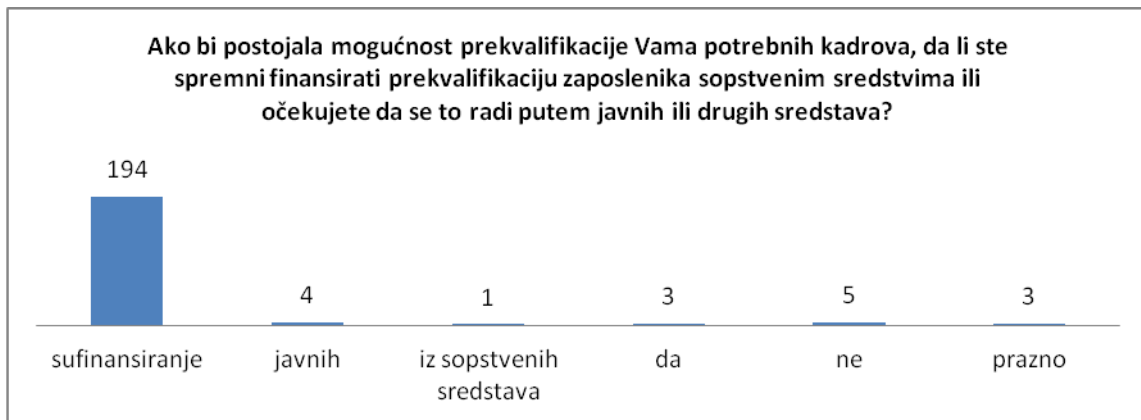 Ako bi postojala mogućnost prekvalifikacije Vama potrebnih kadrova, da li ste
spremni finansirati prekvalifikaciju zaposlenika sopstvenim sredstvima ili
očekujete da se to radi putem javnih ili drugih sredstava?
194
4
1
3
5
3
sufinansiranje
javnih
iz sopstvenih
sredstava
da
ne
prazno